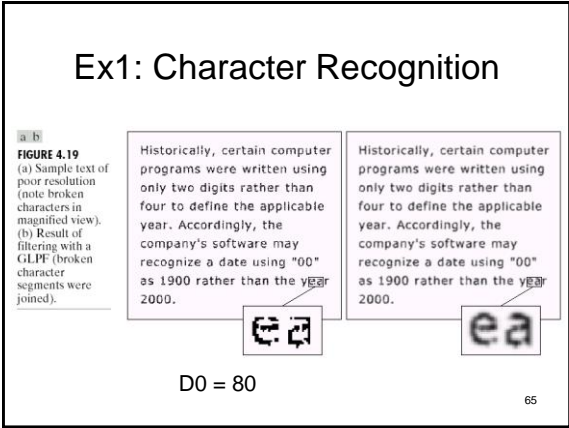 Ex1: Character Recognition
a b
FIGURE 4.19
(a) Sample text of
poor resolution
(note broken
characters in
magnified view).
(b) Result of
filtering with a
GLPF (broken
character
segments were
joined).
Historically, certain computer
programs were written using
only two digits rather than
four to define the applicable
year. Accordingly, the
company's software may
recognize a date using "00"
as 1900 rather than the year
2000.
ea
Historically, certain computer
programs were written using
only two digits rather than
four to define the applicable
year. Accordingly, the
company's software may
recognize a date using "00"
as 1900 rather than the year
2000.
ea
D0 = 80
65